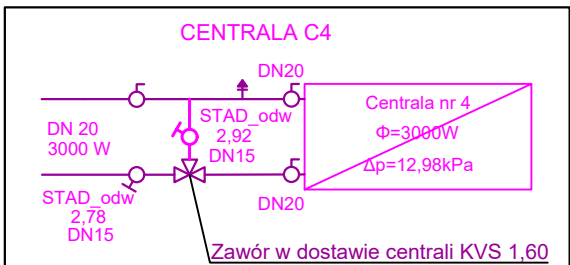 CENTRALA C4
DN20
DN 20
3000 W
STAD_odw
2,92
DN15
Centrala nr 4
Φ=3000W
Δp=12,98kPa
STAD_odw
2,78
DN15
DN20
Zawór w dostawie centrali KVS 1,60